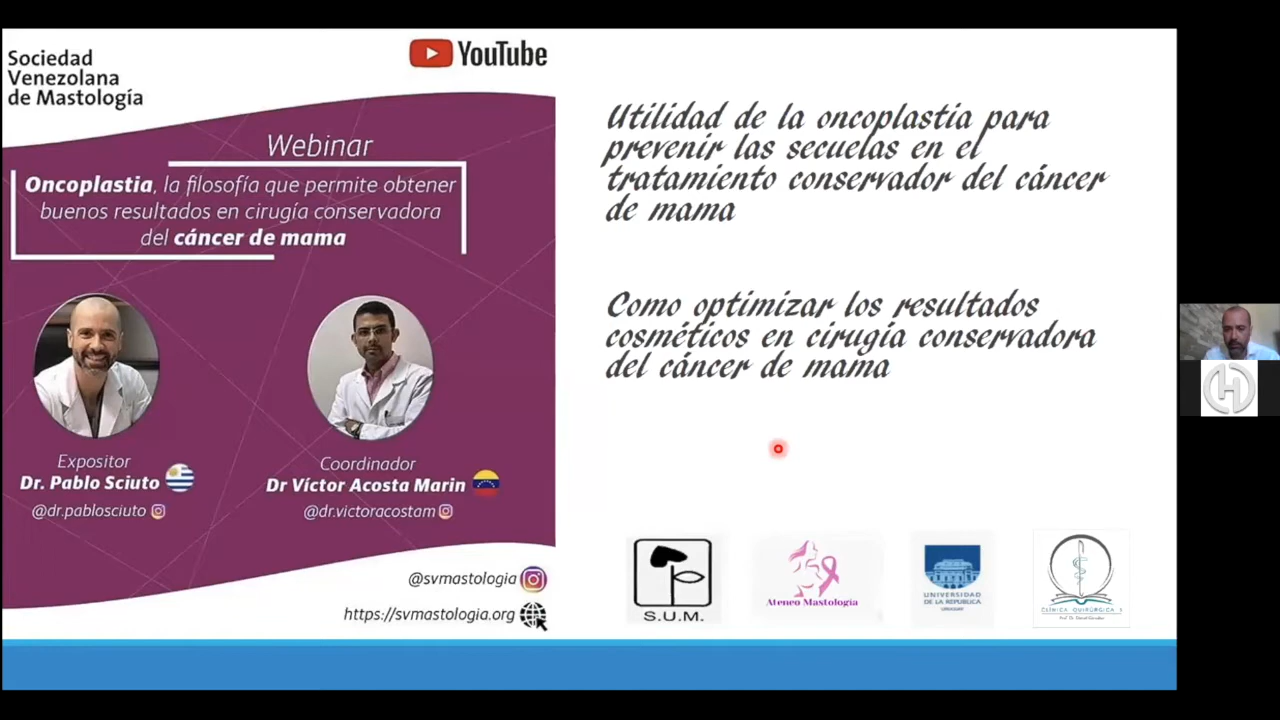 Sociedad
Venezolana
de Mastología
YouTube
Webinar
Oncoplastia, la filosofía que permite obtener
buenos resultados en cirugía conservadora
del cáncer de mama
Expositor
Dr. Pablo Sciuto
@dr.pablosciuto
Coordinador
Dr Víctor Acosta Marin
@dr.victoracostam
@svmastologia
https://svmastologia.org
Utilidad de la oncoplastia para
prevenir las secuelas en el
tratamiento conservador del cáncer
de mama
Como optimizar los resultados
cosméticos en cirugía conservadora
del cáncer de mama
S.U.M.
Ateneo Mastología
UNIVERSIDAD
DE LA REPUBLICA
URUGUAY
CLÍNICA QUIRÚRGICA